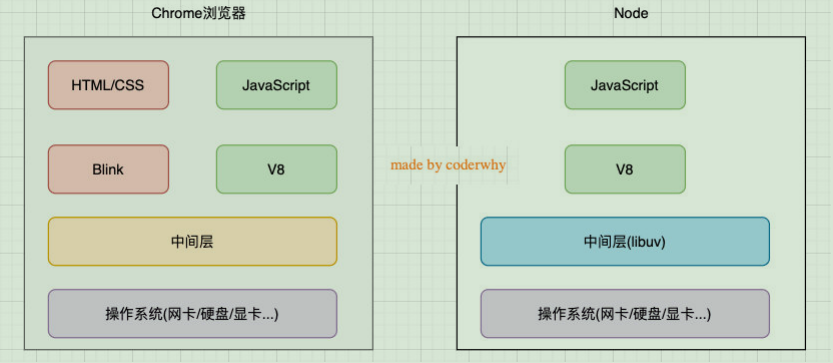 Chrome浏览器
Node
HTML/CSS
JavaScript
JavaScript
Blink
V8
made by coderwhy
V8
中间层
中间层(libuv)
操作系统(网卡/硬盘/显卡...)
操作系统(网卡/硬盘/显卡...)